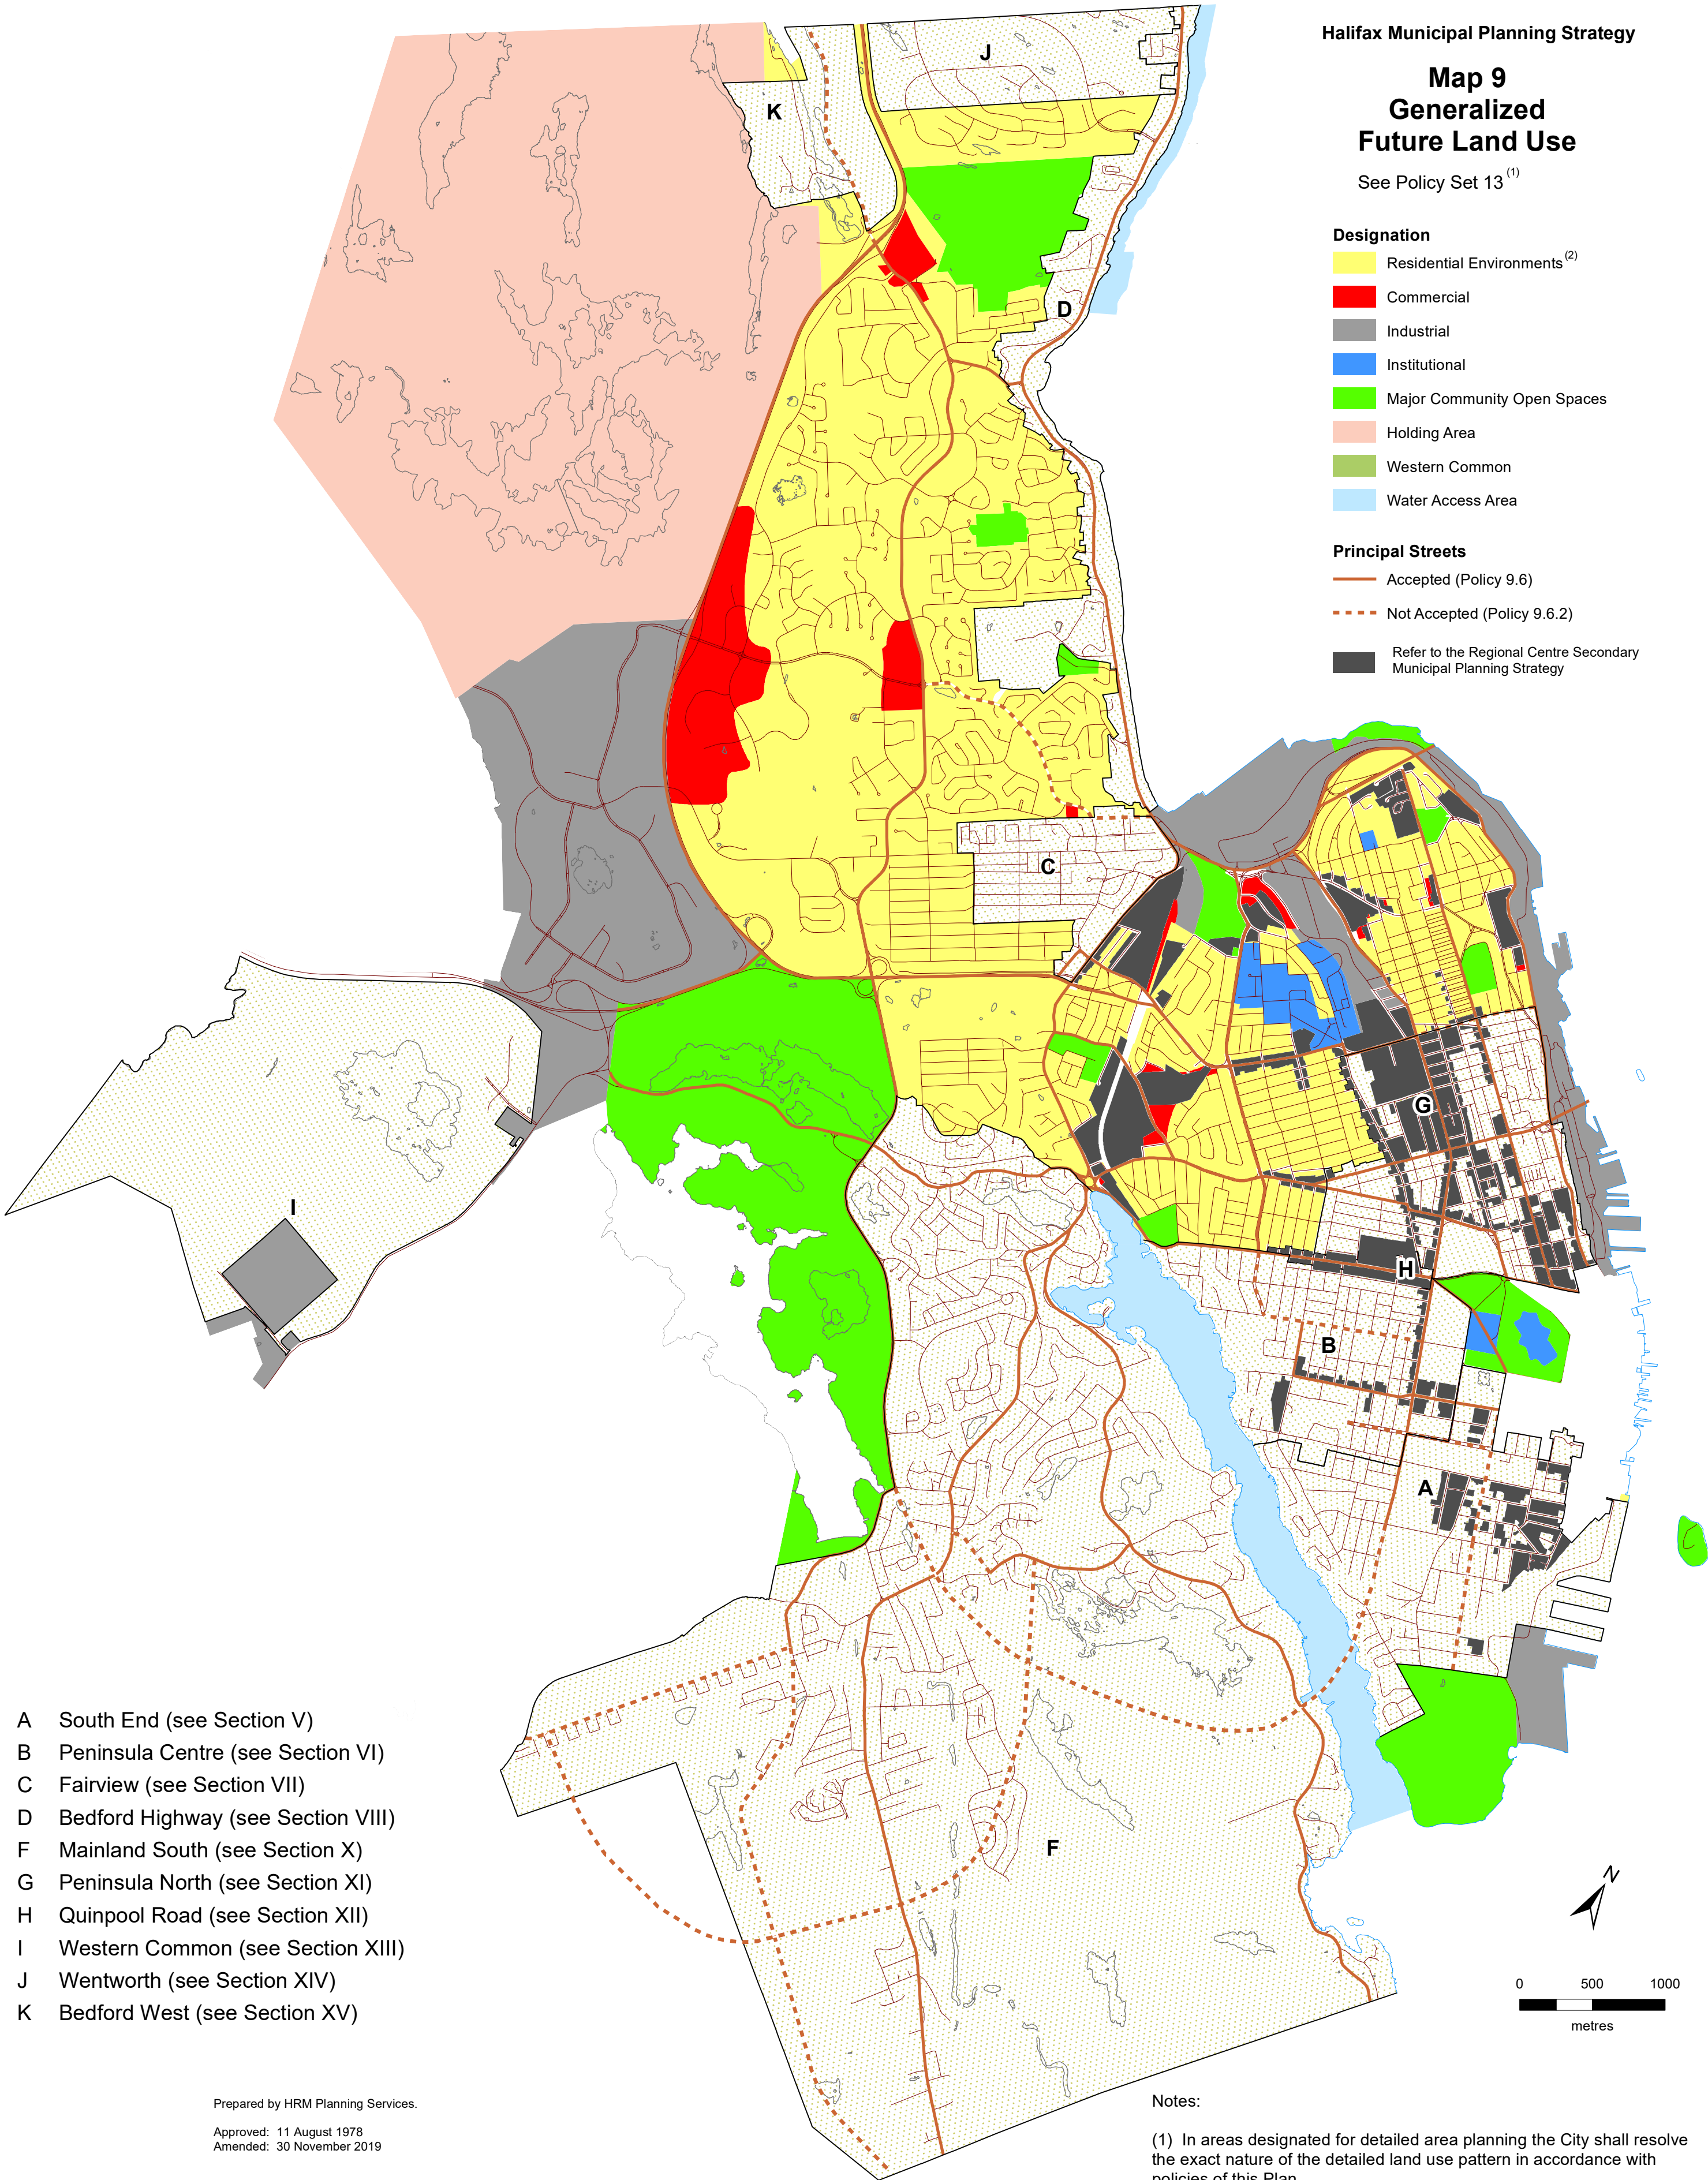 Halifax Municipal Planning Strategy
Map 9
Generalized
Future Land Use
See Policy Set 13 (1)
Designation
Residential Environments (2)
Commercial
Industrial
Institutional
Major Community Open Spaces
Holding Area
Western Common
Water Access Area
Principal Streets
Accepted (Policy 9.6)
Not Accepted (Policy 9.6.2)
Refer to the Regional Centre Secondary
Municipal Planning Strategy
J
K
D
C
G
I
H
B
A
F
A South End (see Section V)
B Peninsula Centre (see Section VI)
C Fairview (see Section VII)
D Bedford Highway (see Section VIII)
F Mainland South (see Section X)
G Peninsula North (see Section XI)
H Quinpool Road (see Section XII)
I Western Common (see Section XIII)
J Wentworth (see Section XIV)
K Bedford West (see Section XV)
N
0 500 1000
metres
Prepared by HRM Planning Services.
Approved: 11 August 1978
Amended: 30 November 2019
Notes:
(1) In areas designated for detailed area planning the City shall resolve
the exact nature of the detailed land use pattern in accordance with
policies of this Plan